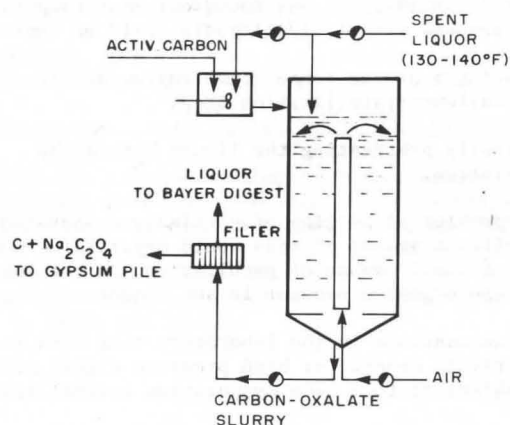 SPENT
LIQUOR
(130-140°F)
ACTIV. CARBON
LIQUOR
TO BAYER DIGEST
FILTER
C + Na2C2O4
TO GYPSUM PILE
AIR
CARBON-OXALATE
SLURRY